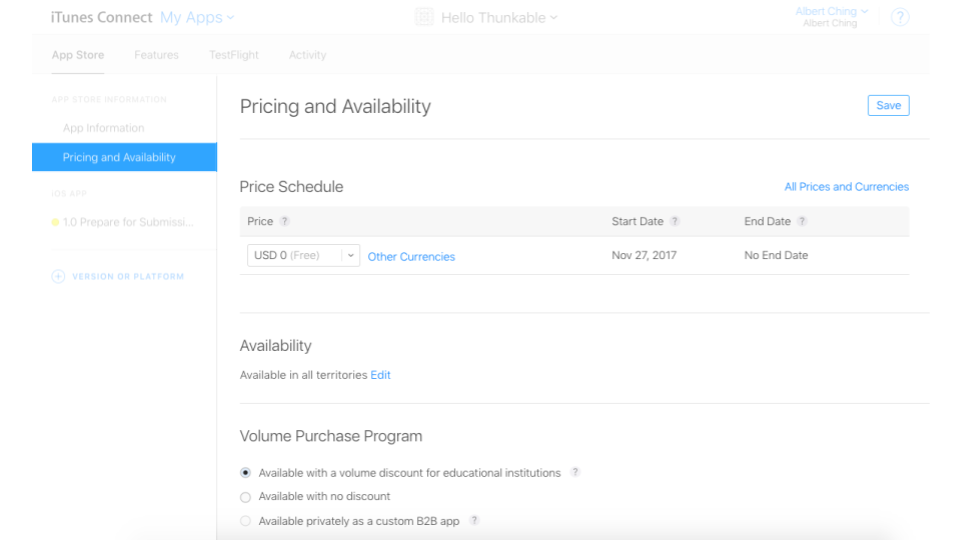 iTunes Connect My Apps
Hello Thunkable
Albert Ching
Albert Ching
?
App Store Features TestFlight Activity
APP STORE INFORMATION
App Information
Pricing and Availability
iOS APP
1.0 Prepare for Submissi...
+ VERSION OR PLATFORM
Pricing and Availability
Save
Price Schedule
All Prices and Currencies
Price ? Start Date ? End Date ?
USD 0 (Free) Other Currencies Nov 27, 2017 No End Date
Availability
Available in all territories Edit
Volume Purchase Program
Available with a volume discount for educational institutions ?
Available with no discount
Available privately as a custom B2B app ?